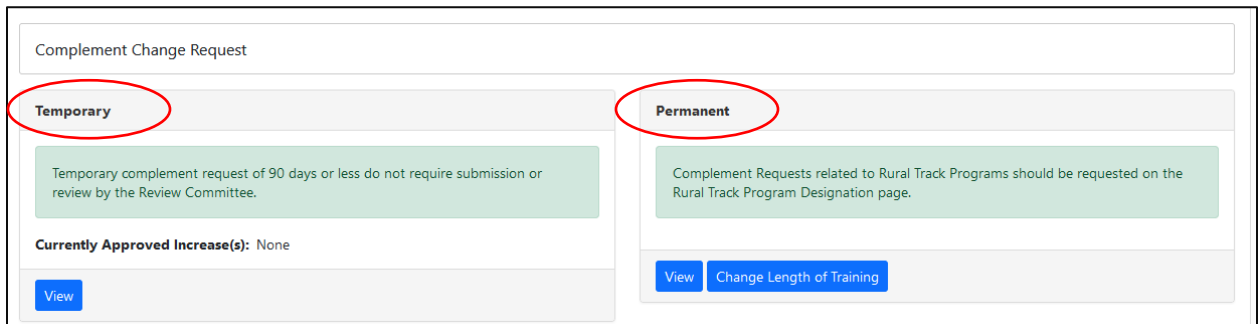 Complement Change Request
Temporary
Temporary complement request of 90 days or less do not require submission or
review by the Review Committee.
Currently Approved Increase(s): None
View
Permanent
Complement Requests related to Rural Track Programs should be requested on the
Rural Track Program Designation page.
View Change Length of Training